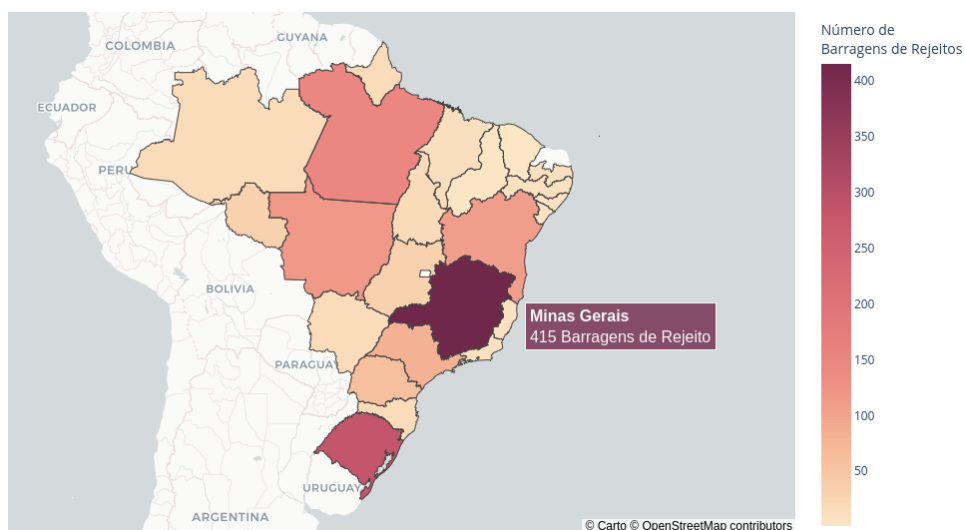 COLOMBIA
GUYANA
ECUADOR
PERU
BOLIVIA
PARAGUA
URUGUAY
ARGENTINA
Minas Gerais
415 Barragens de Rejeito
© Carto © OpenStreetMap contributors
Número de
Barragens de Rejeitos
400
350
300
250
200
150
100
50